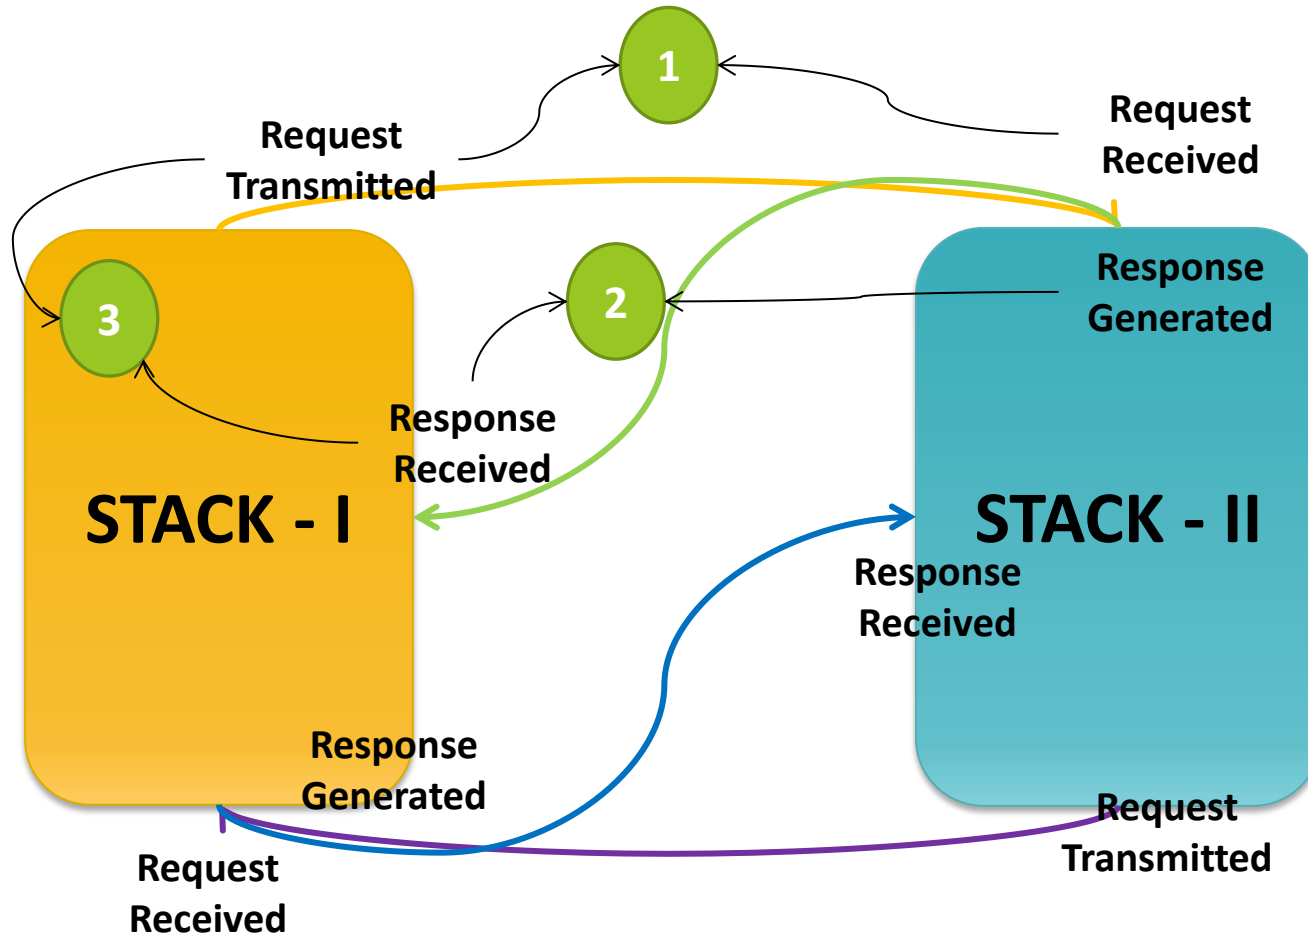 1
Request
Transmitted
Request
Received
3
2
Response
Generated
Response
Received
STACK - I
STACK - II
Response
Received
Response
Generated
Request
Transmitted
Request
Received